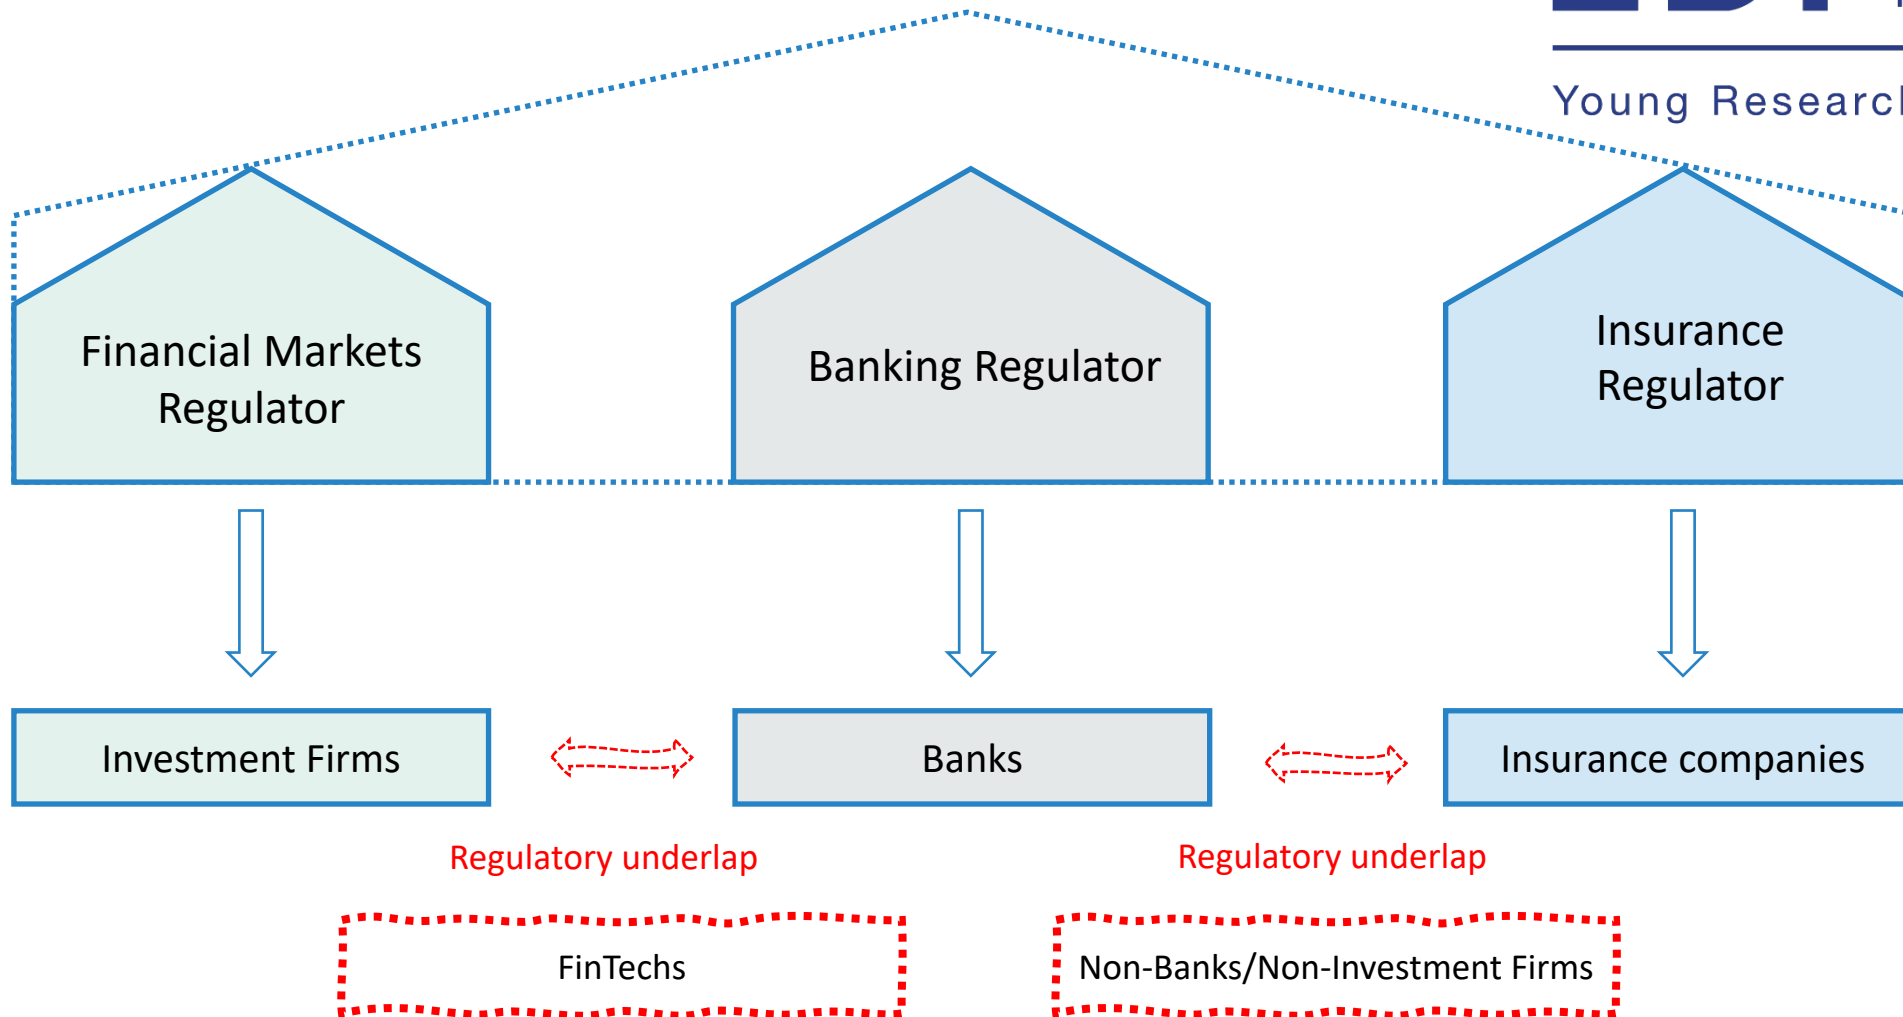 Young Research
Financial Markets
Regulator
Banking Regulator
Insurance
Regulator
Investment Firms
Banks
Insurance companies
Regulatory underlap
Regulatory underlap
FinTechs
Non-Banks/Non-Investment Firms